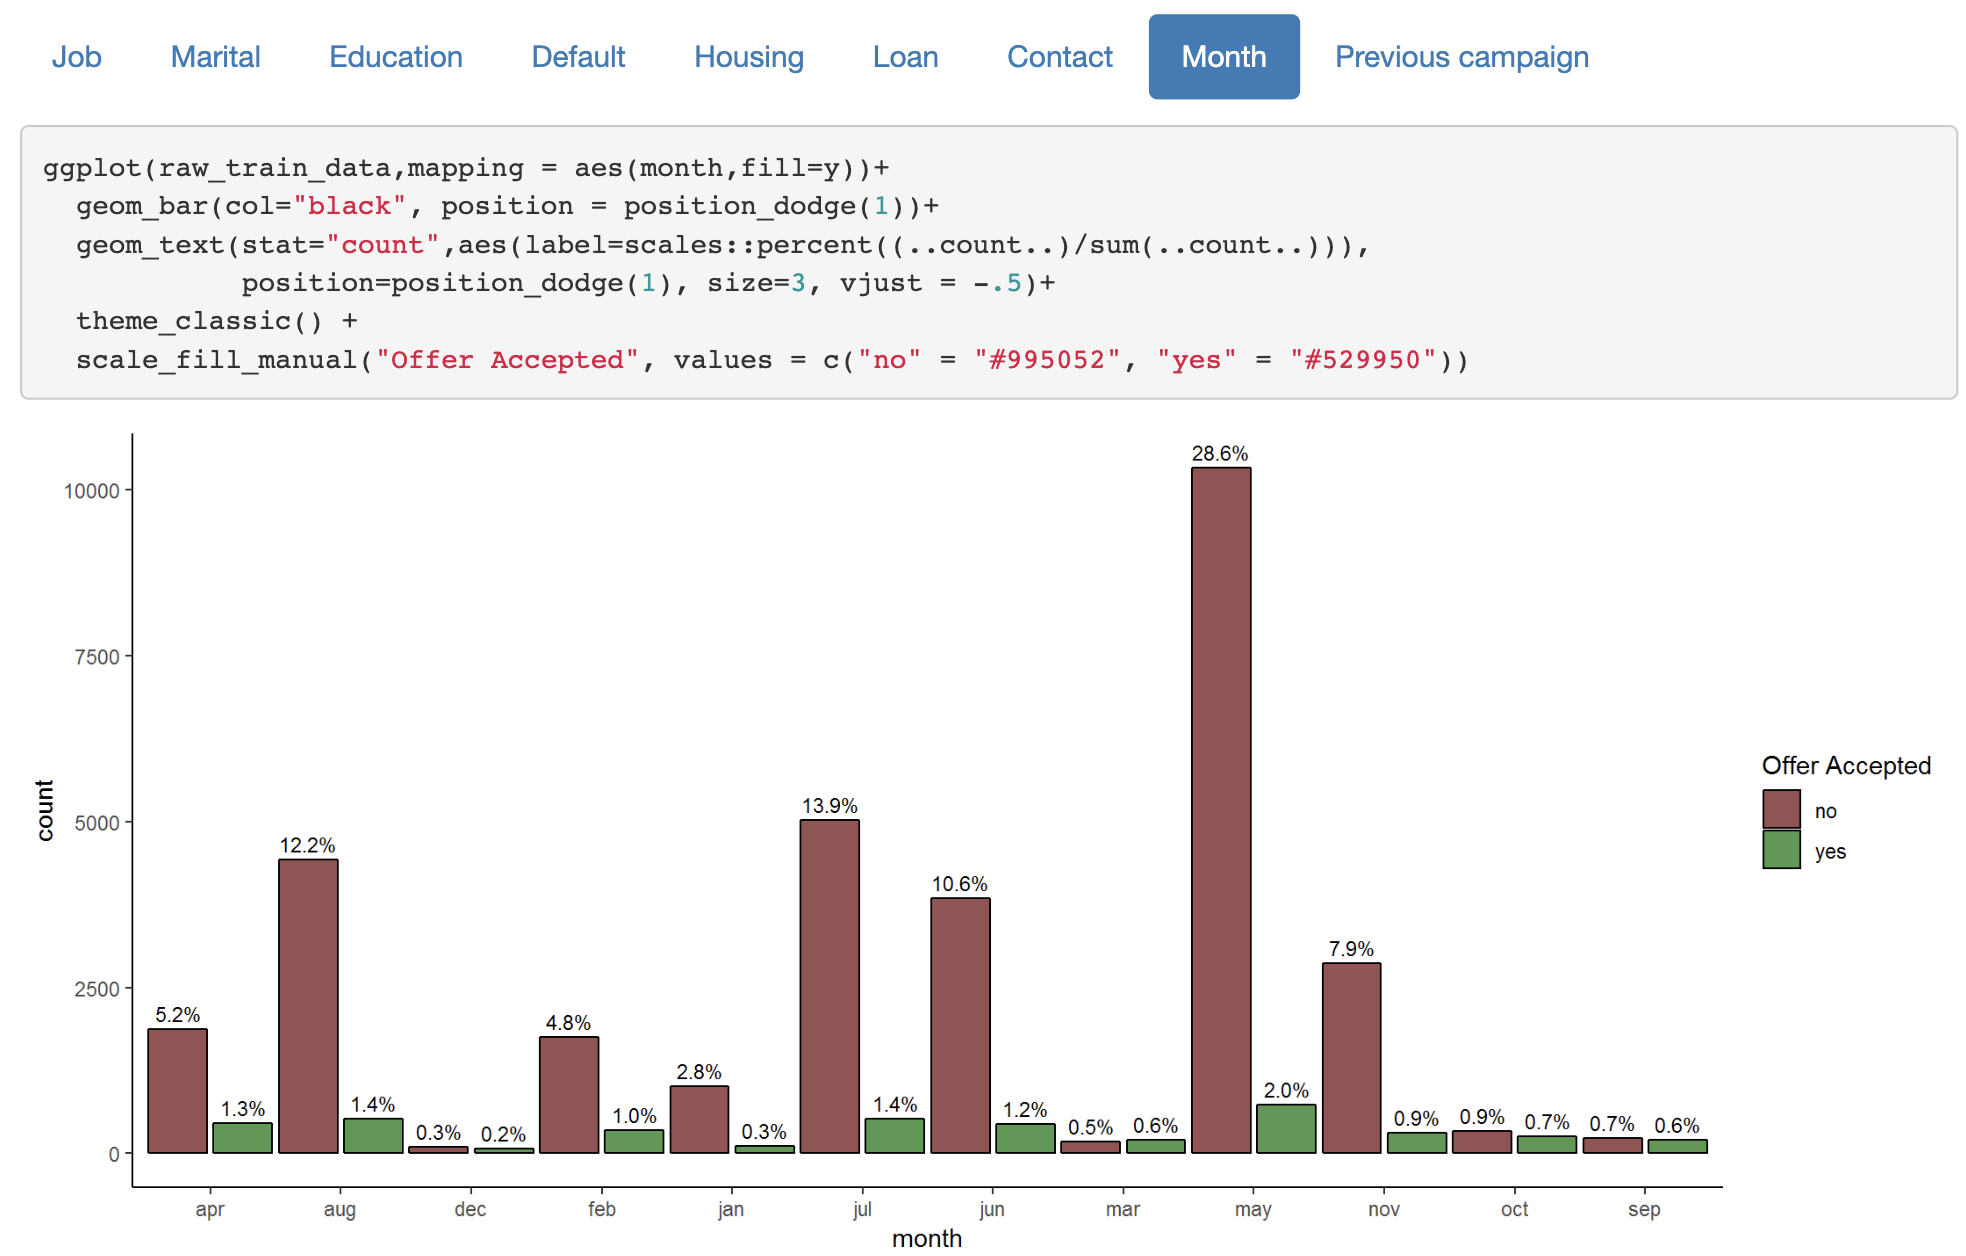 Job Marital Education Default Housing Loan Contact Month Previous campaign
ggplot(raw_train_data,mapping = aes(month,fill=y))+
  geom_bar(col="black", position = position_dodge(1))+
  geom_text(stat="count",aes(label=scales::percent((..count..)/sum(..count..))),
            position=position_dodge(1), size=3, vjust = -.5)+
  theme_classic() +
  scale_fill_manual("Offer Accepted", values = c("no" = "#995052", "yes" = "#529950"))
28.6%
10000
7500
13.9%
5000
12.2%
10.6%
7.9%
2500
5.2%
4.8%
2.8%
1.3% 1.4% 0.3% 0.2% 1.0% 0.3% 1.4% 1.2% 0.5% 0.6% 2.0% 0.9% 0.9% 0.7% 0.7% 0.6%
0
count
apr aug dec feb jan jul jun mar may nov oct sep
month
Offer Accepted
no
yes